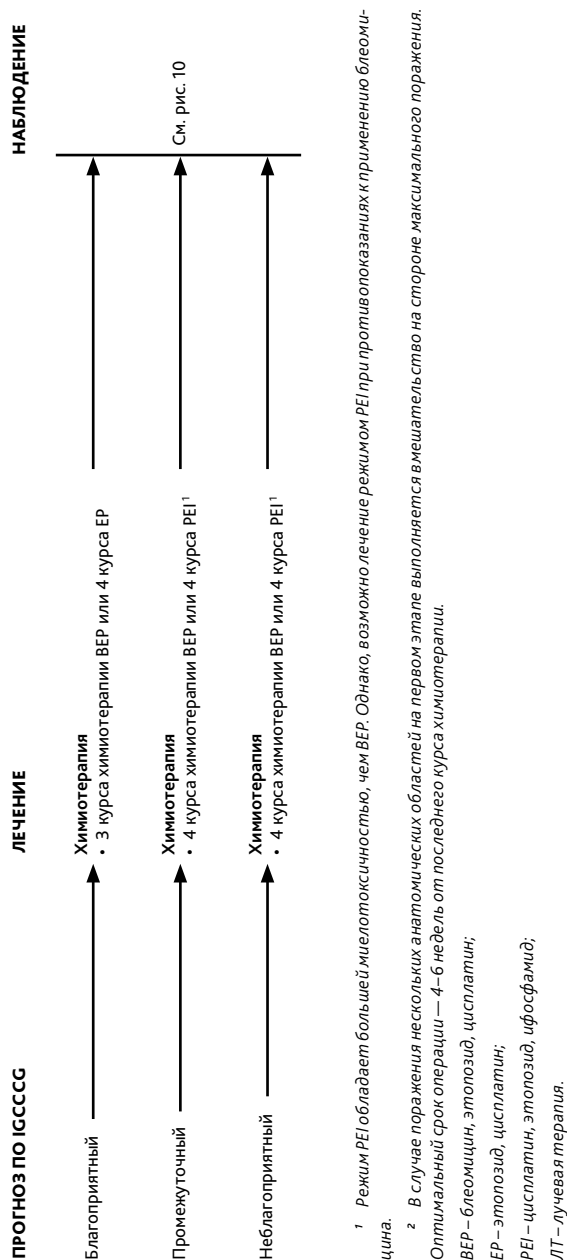 ПРОГНОЗ ПО IGCCCG
ЛЕЧЕНИЕ
НАБЛЮДЕНИЕ
Благоприятный
Химиотерапия
• 3 курса химиотерапии BEP или 4 курса EP
Промежуточный
Химиотерапия
• 4 курса химиотерапии BEP или 4 курса PEI¹
См. рис. 10
Неблагоприятный
Химиотерапия
• 4 курса химиотерапии BEP или 4 курса PEI¹
¹ Режим PEI обладает большей миелотоксичностью, чем BEP. Однако, возможно лечение режимом PEI при противопоказаниях к применению блеоми-
цина.
² В случае поражения нескольких анатомических областей на первом этапе выполняется вмешательство на стороне максимального поражения.
Оптимальный срок операции — 4–6 недель от последнего курса химиотерапии.
BEP – блеомицин, этопозид, цисплатин;
EP – этопозид, цисплатин;
PEI – цисплатин, этопозид, ифосфамид;
ЛТ – лучевая терапия.